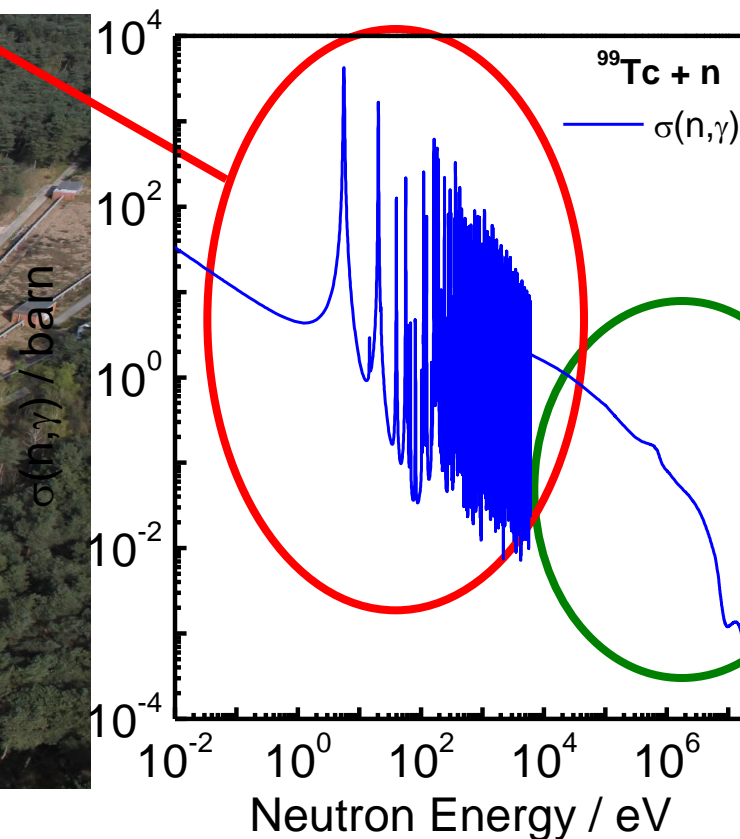 10⁴
⁹⁹Tc + n
σ(n,γ)
10²
10⁰
10⁻²
10⁻⁴
σ(n,γ) / barn
10⁻² 10⁰ 10² 10⁴ 10⁶
Neutron Energy / eV